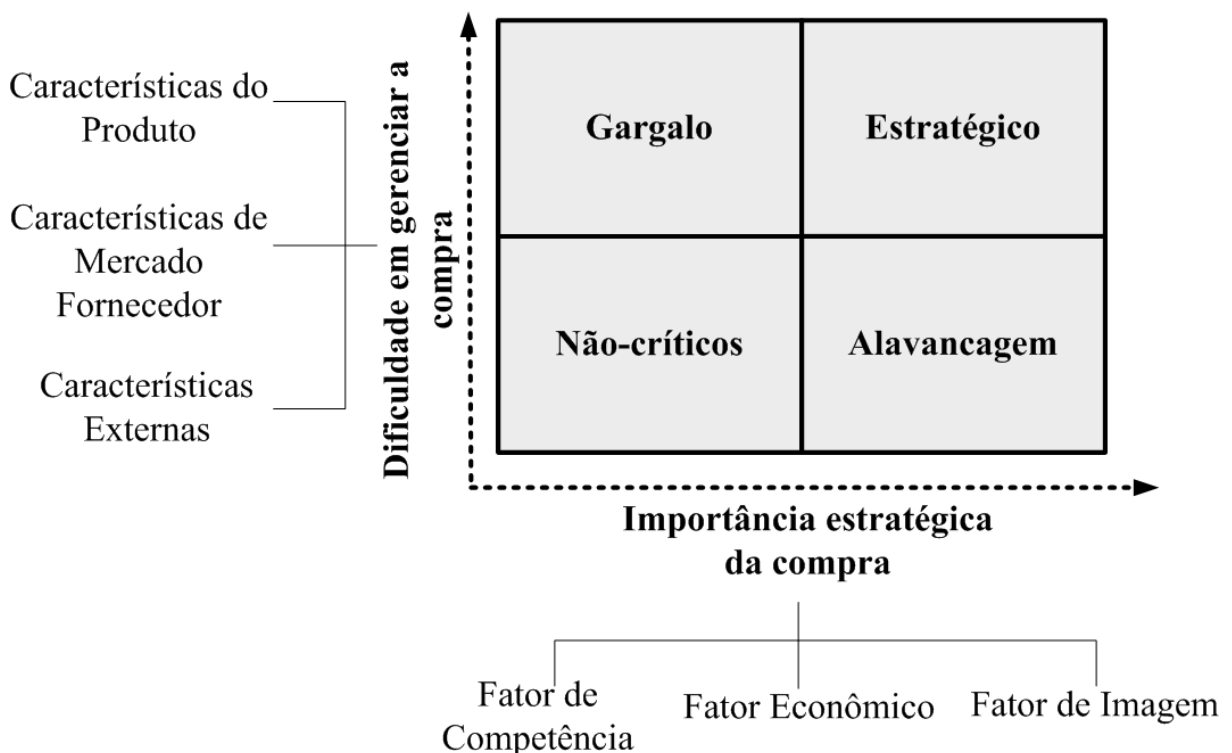 Características do
Produto
Características de
Mercado
Fornecedor
Características
Externas
Dificuldade em gerenciar a
compra
Gargalo
Estratégico
Não-críticos
Alavancagem
Importância estratégica
da compra
Fator de
Competência
Fator Econômico
Fator de Imagem